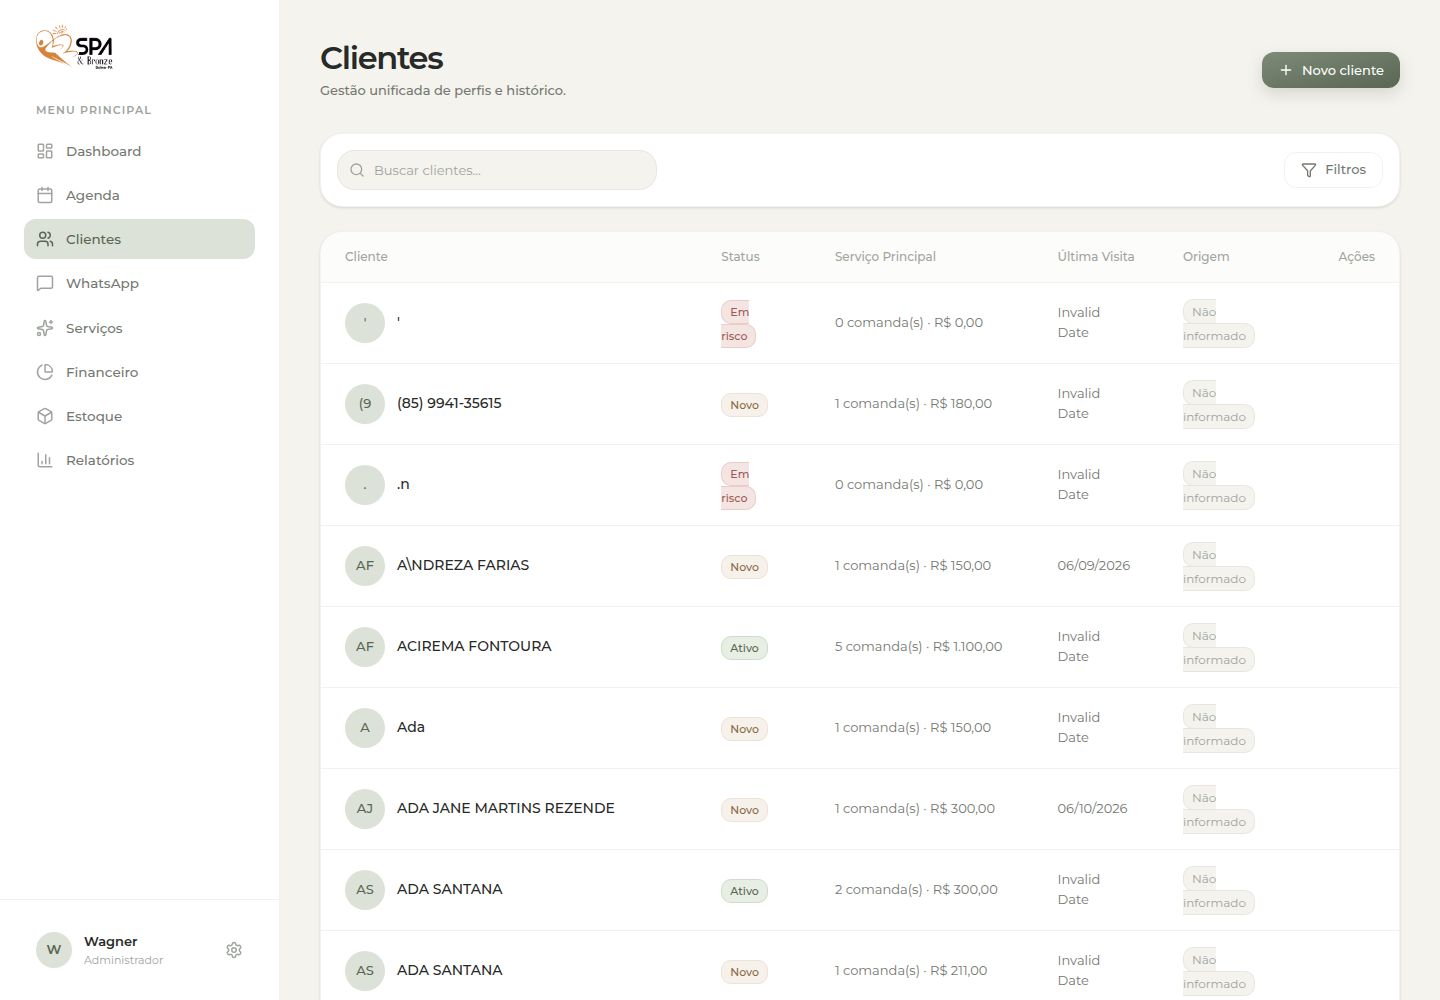 SPA
& Bronze
MENU PRINCIPAL
Dashboard
Agenda
Clientes
WhatsApp
Serviços
Financeiro
Estoque
Relatórios
W
Wagner
Administrador
Clientes
Gestão unificada de perfis e histórico.
+ Novo cliente
Buscar clientes...
Filtros
Cliente Status Serviço Principal Última Visita Origem Ações
' ' Em risco 0 comanda(s) · R$ 0,00 Invalid Date Não informado
(9 (85) 9941-35615 Novo 1 comanda(s) · R$ 180,00 Invalid Date Não informado
. .n Em risco 0 comanda(s) · R$ 0,00 Invalid Date Não informado
AF A\NDREZA FARIAS Novo 1 comanda(s) · R$ 150,00 06/09/2026 Não informado
AF ACIREMA FONTOURA Ativo 5 comanda(s) · R$ 1.100,00 Invalid Date Não informado
A Ada Novo 1 comanda(s) · R$ 150,00 Invalid Date Não informado
AJ ADA JANE MARTINS REZENDE Novo 1 comanda(s) · R$ 300,00 06/10/2026 Não informado
AS ADA SANTANA Ativo 2 comanda(s) · R$ 300,00 Invalid Date Não informado
AS ADA SANTANA Novo 1 comanda(s) · R$ 211,00 Invalid Date Não informado